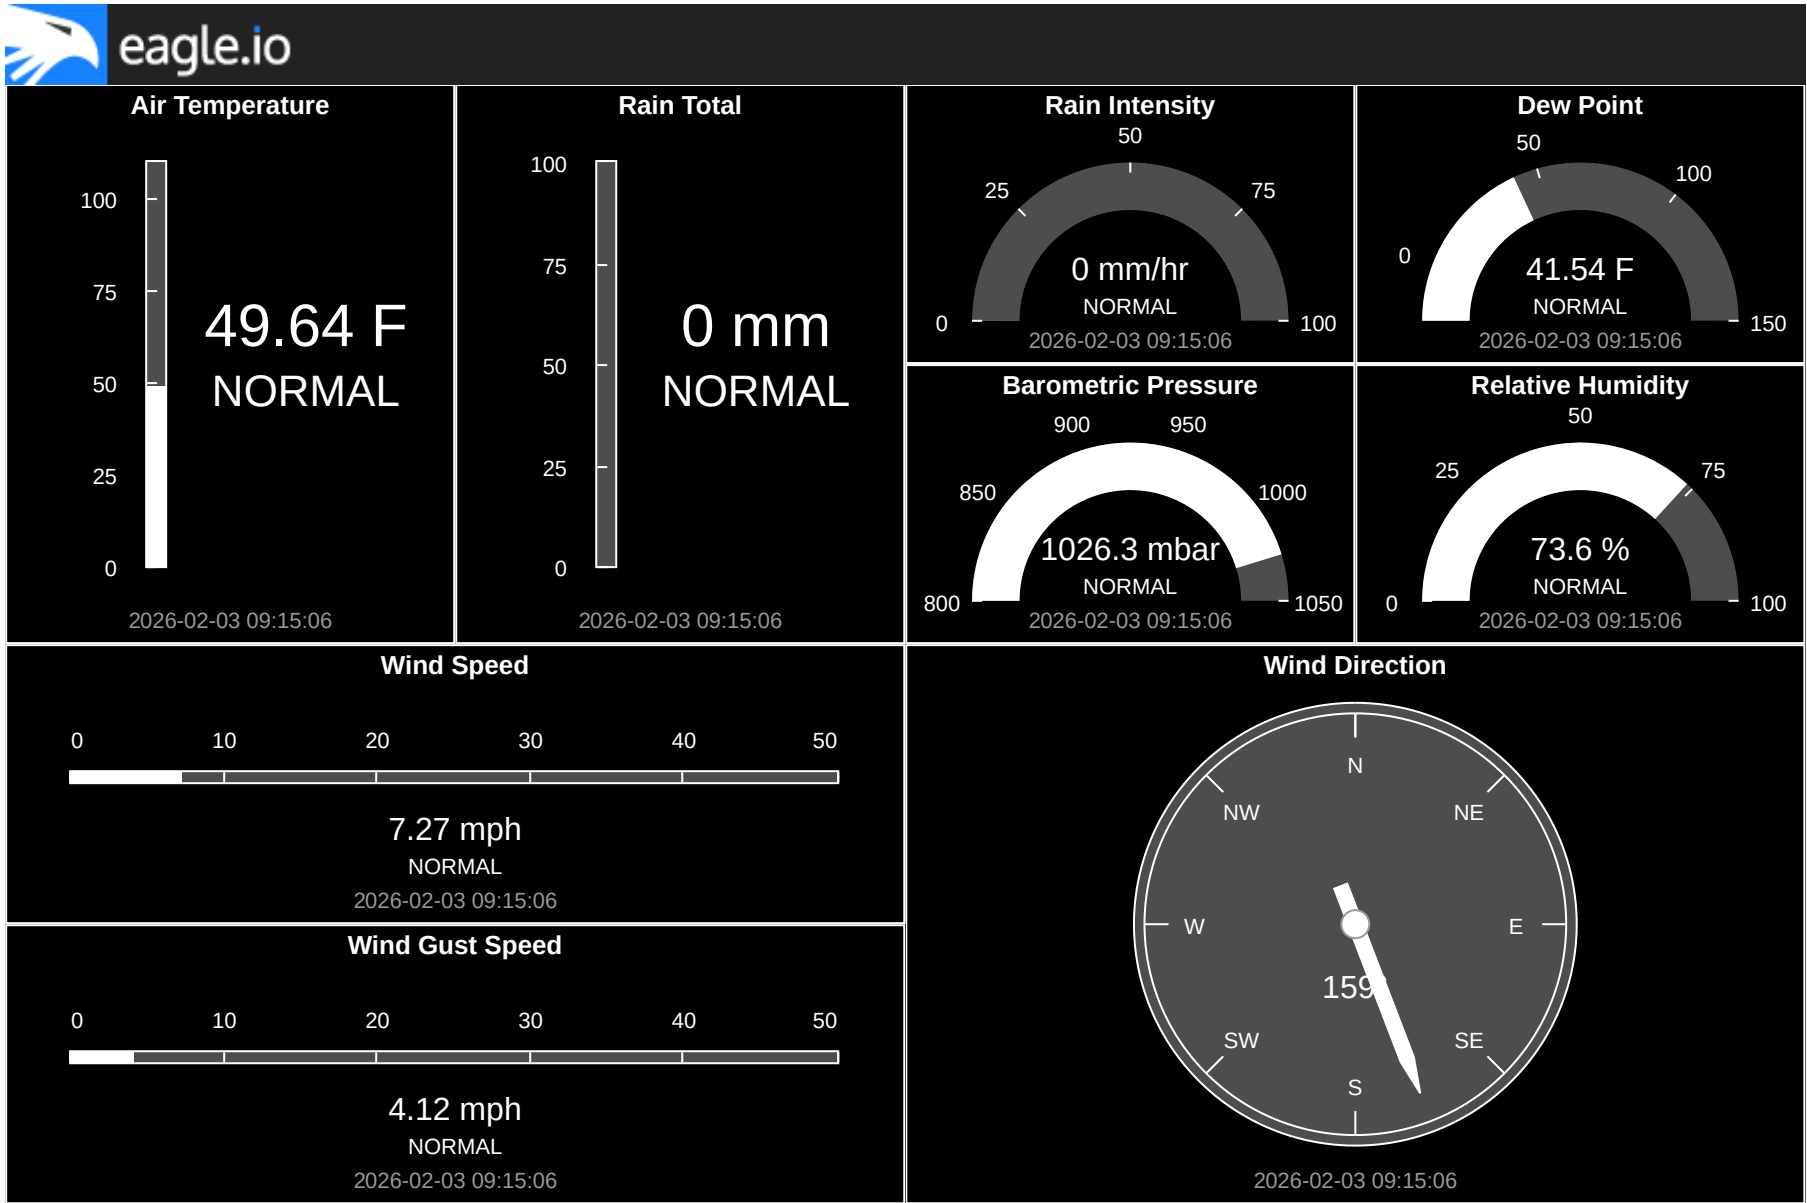 eagle.io
Air Temperature
100
75
50
25
0
49.64 F
NORMAL
2026-02-03 09:15:06
Rain Total
100
75
50
25
0
0 mm
NORMAL
2026-02-03 09:15:06
Rain Intensity
0
25
50
75
100
0 mm/hr
NORMAL
2026-02-03 09:15:06
Dew Point
0
50
100
150
41.54 F
NORMAL
2026-02-03 09:15:06
Barometric Pressure
800
850
900
950
1000
1050
1026.3 mbar
NORMAL
2026-02-03 09:15:06
Relative Humidity
0
25
50
75
100
73.6 %
NORMAL
2026-02-03 09:15:06
Wind Speed
0 10 20 30 40 50
7.27 mph
NORMAL
2026-02-03 09:15:06
Wind Gust Speed
0 10 20 30 40 50
4.12 mph
NORMAL
2026-02-03 09:15:06
Wind Direction
N
NW NE
W E
159
SW SE
S
2026-02-03 09:15:06